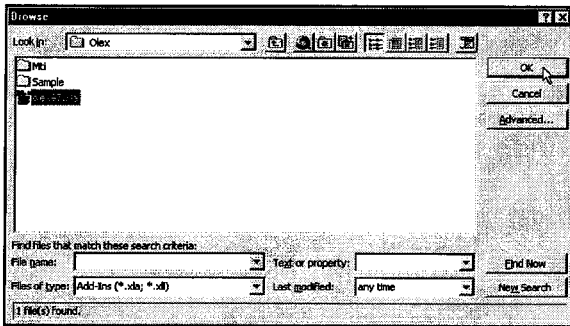 Browse
Look in: Olex
Mti
Sample
OK
Cancel
Advanced...
Find files that match these search criteria:
File name: Text or property: Find Now
Files of type: Add-Ins (*.xla; *.xll) Last modified: any time New Search
1 file(s) found.